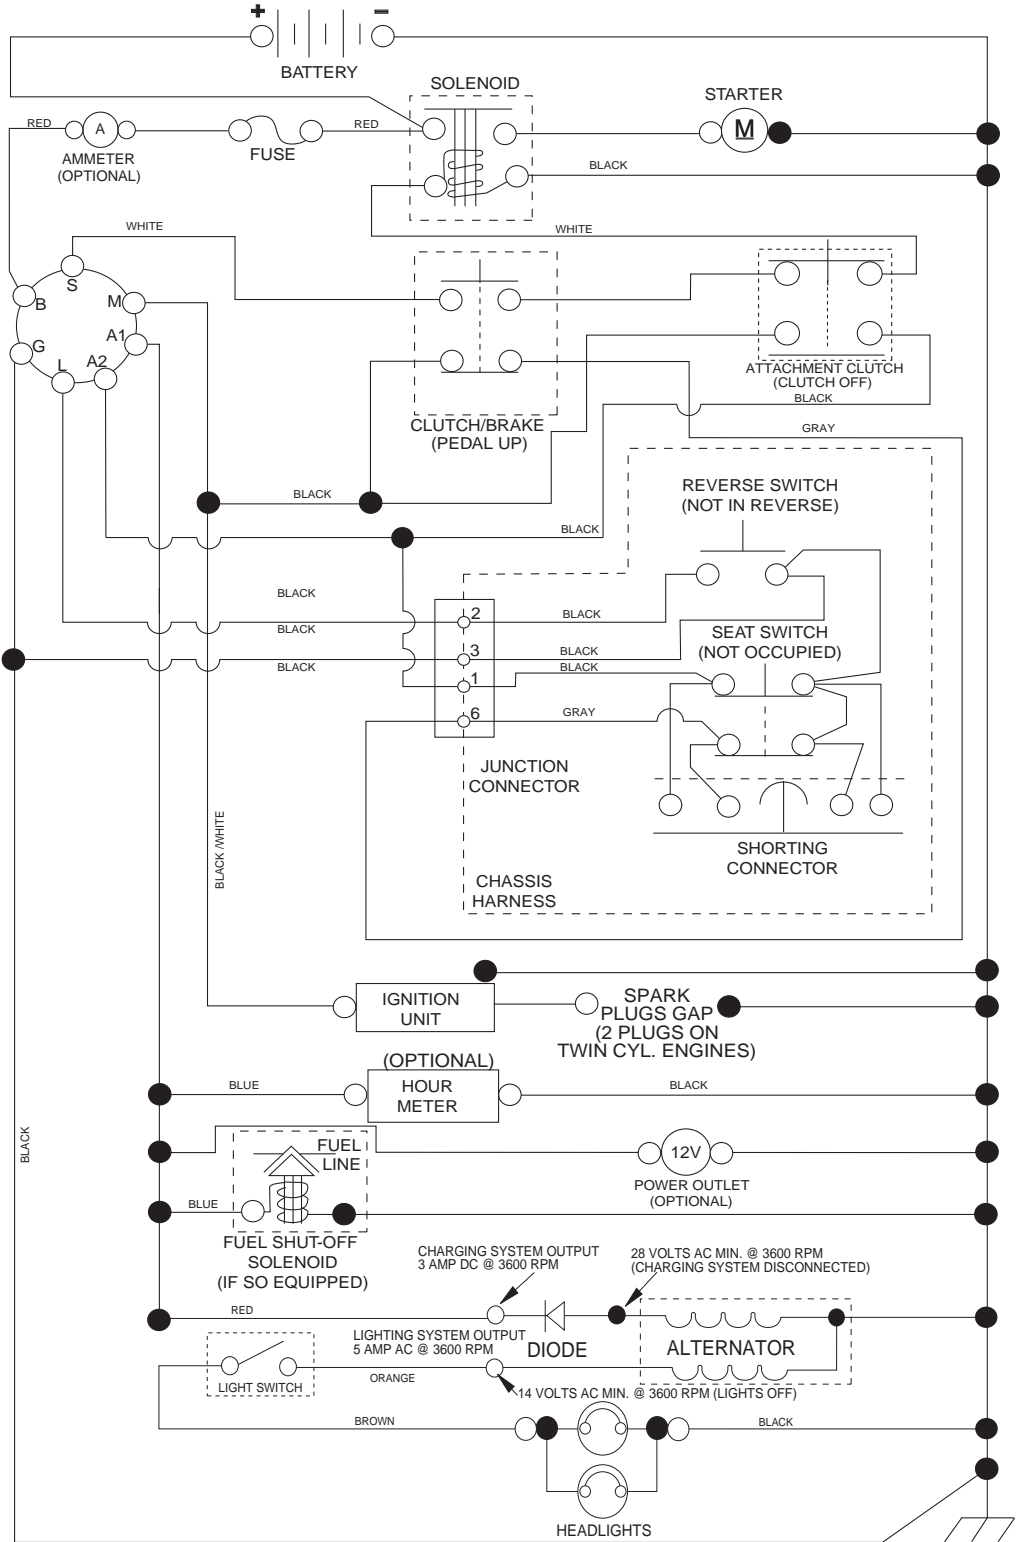 + −
BATTERY
SOLENOID
STARTER
RED
A
AMMETER
(OPTIONAL)
FUSE
RED
M
BLACK
WHITE
WHITE
S
B
M
A1
G
L
A2
ATTACHMENT CLUTCH
(CLUTCH OFF)
BLACK
CLUTCH/BRAKE
(PEDAL UP)
GRAY
REVERSE SWITCH
(NOT IN REVERSE)
BLACK
BLACK
BLACK
2
BLACK
BLACK
SEAT SWITCH
(NOT OCCUPIED)
3
BLACK
BLACK
BLACK
1
6
GRAY
JUNCTION
CONNECTOR
SHORTING
CONNECTOR
CHASSIS
HARNESS
BLACK /WHITE
IGNITION
UNIT
SPARK
PLUGS GAP
(2 PLUGS ON
TWIN CYL. ENGINES)
(OPTIONAL)
HOUR
METER
BLUE
BLACK
BLACK
FUEL
LINE
12V
POWER OUTLET
(OPTIONAL)
BLUE
FUEL SHUT-OFF
SOLENOID
(IF SO EQUIPPED)
CHARGING SYSTEM OUTPUT
3 AMP DC @ 3600 RPM
28 VOLTS AC MIN. @ 3600 RPM
(CHARGING SYSTEM DISCONNECTED)
RED
DIODE
ALTERNATOR
LIGHTING SYSTEM OUTPUT
5 AMP AC @ 3600 RPM
LIGHT SWITCH
ORANGE
14 VOLTS AC MIN. @ 3600 RPM (LIGHTS OFF)
BROWN
BLACK
HEADLIGHTS